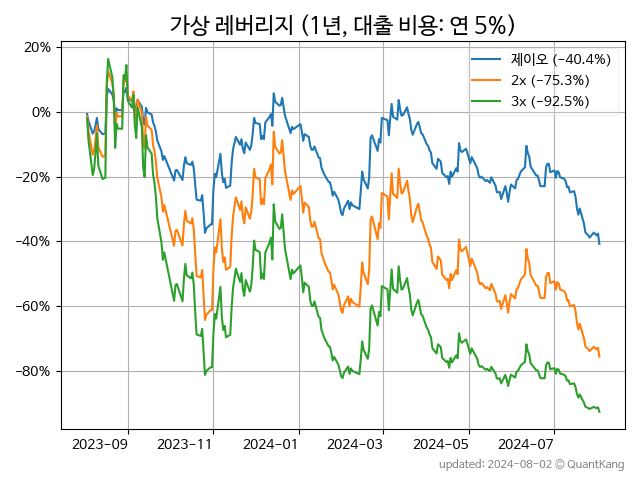 가상 레버리지 (1년, 대출 비용: 연 5%)
제이오 (−40.4%)
2x (−75.3%)
3x (−92.5%)
20%
0%
−20%
−40%
−60%
−80%
2023-09
2023-11
2024-01
2024-03
2024-05
2024-07
updated: 2024-08-02 © QuantKang